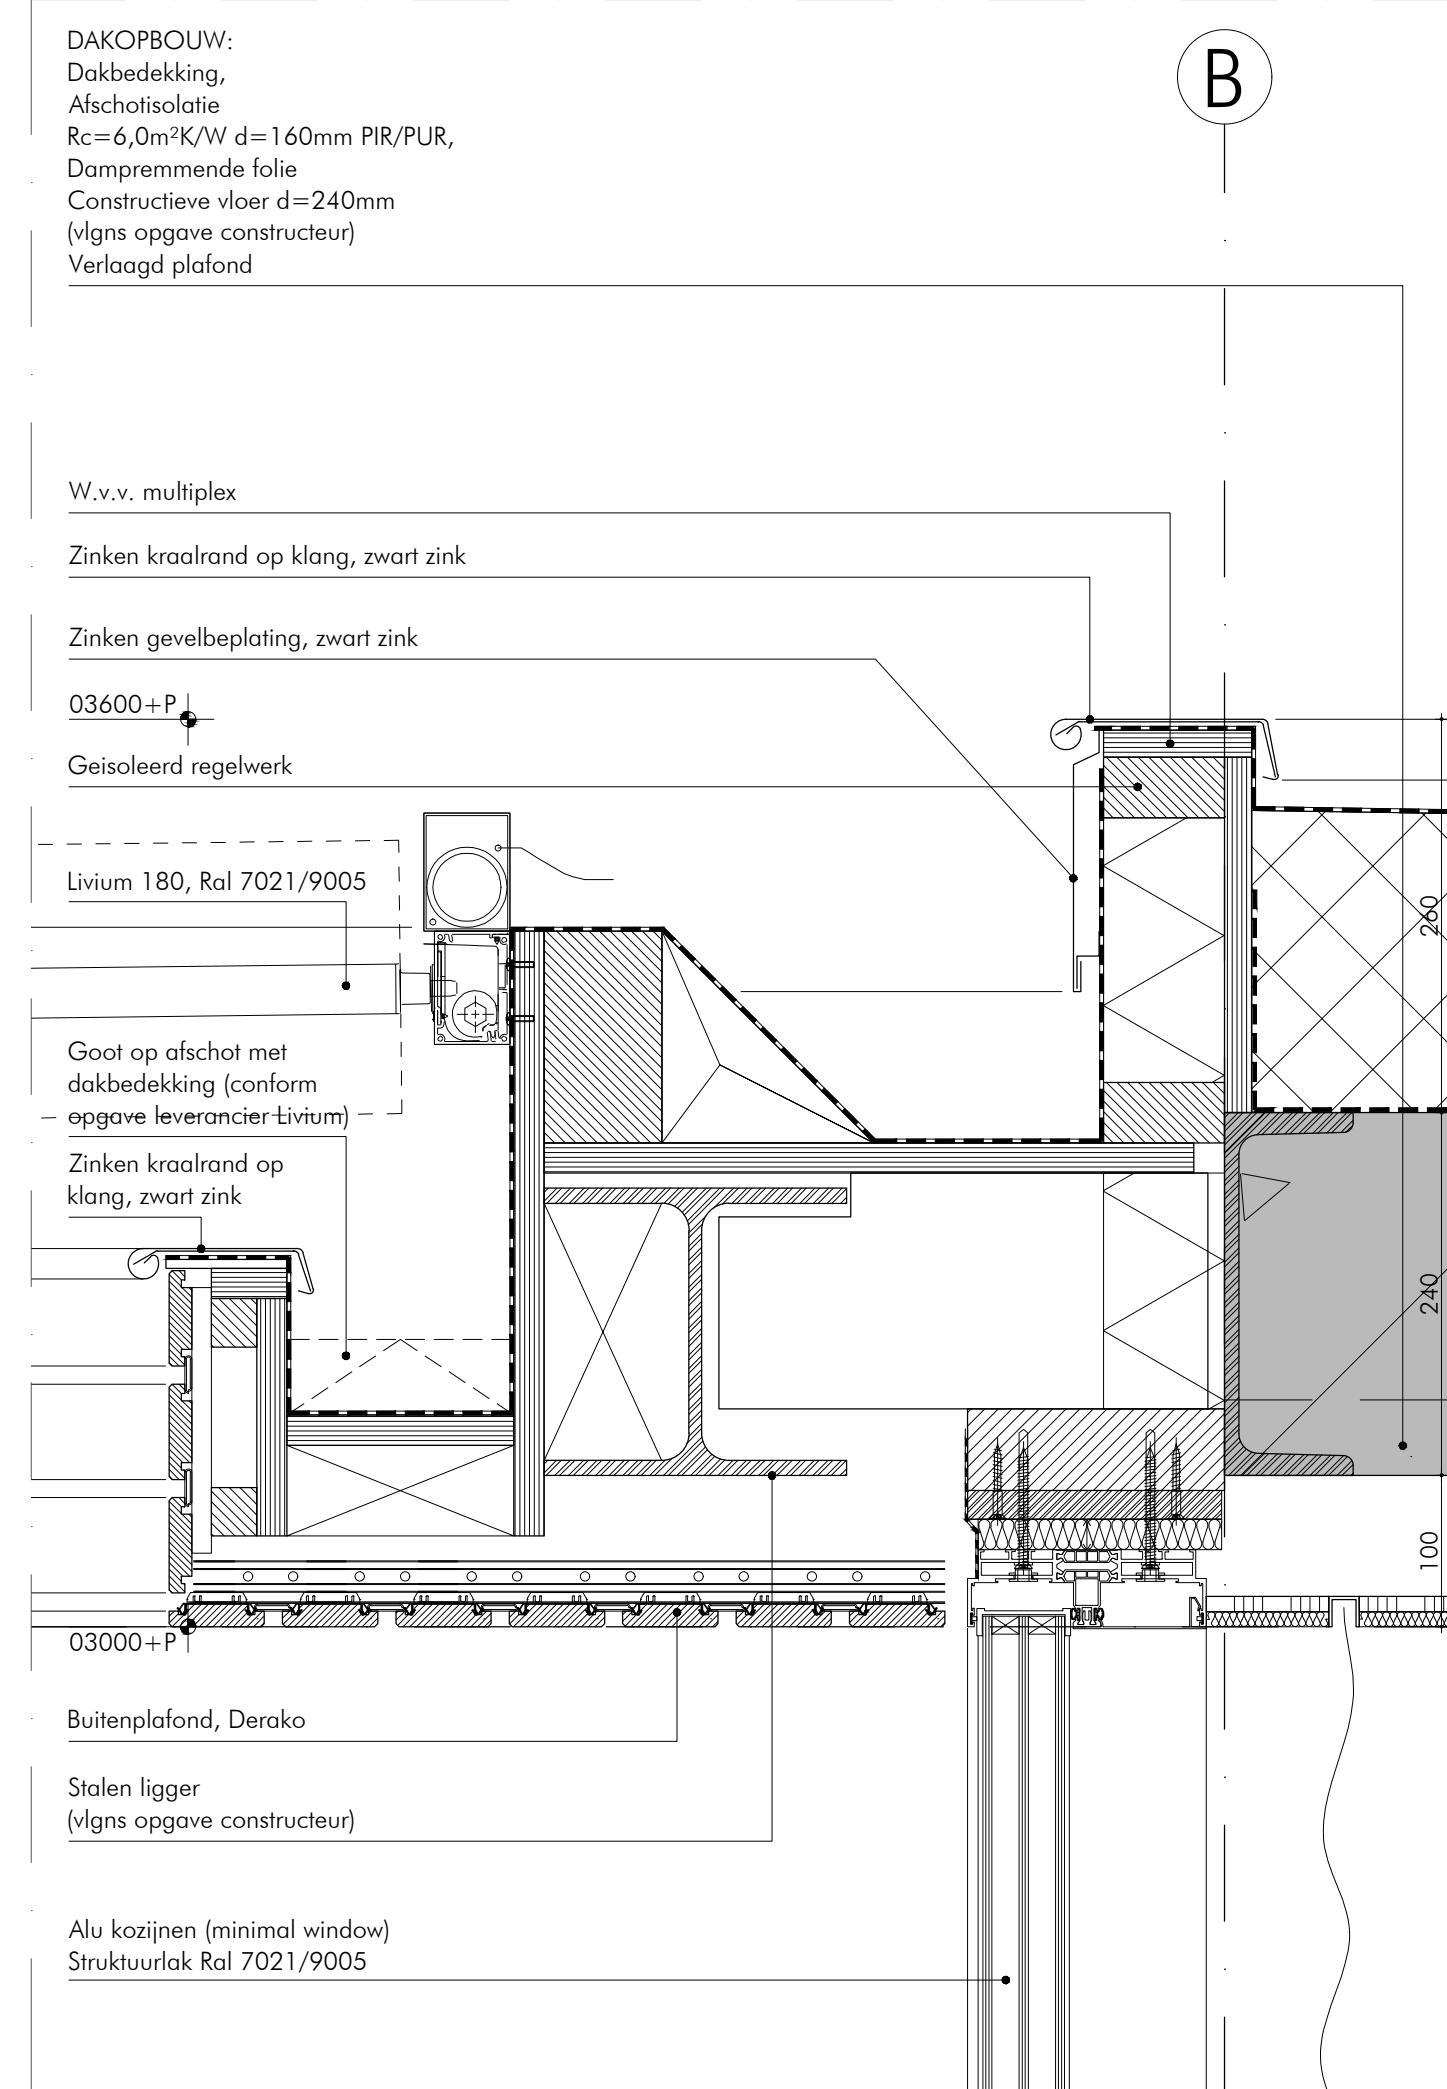 DAKOPBOUW:
Dakbedekking,
Afschotisolatie
Rc=6,0m²K/W d=160mm PIR/PUR,
Dampremmende folie
Constructieve vloer d=240mm
(vlgns opgave constructeur)
Verlaagd plafond
B
W.v.v. multiplex
Zinken kraalrand op klang, zwart zink
Zinken gevelbeplating, zwart zink
03600+P
Geisoleerd regelwerk
Livium 180, Ral 7021/9005
260
Goot op afschot met
dakbedekking (conform
opgave leverancier Livium)
Zinken kraalrand op
klang, zwart zink
240
100
03000+P
Buitenplafond, Derako
Stalen ligger
(vlgns opgave constructeur)
Alu kozijnen (minimal window)
Struktuurlak Ral 7021/9005